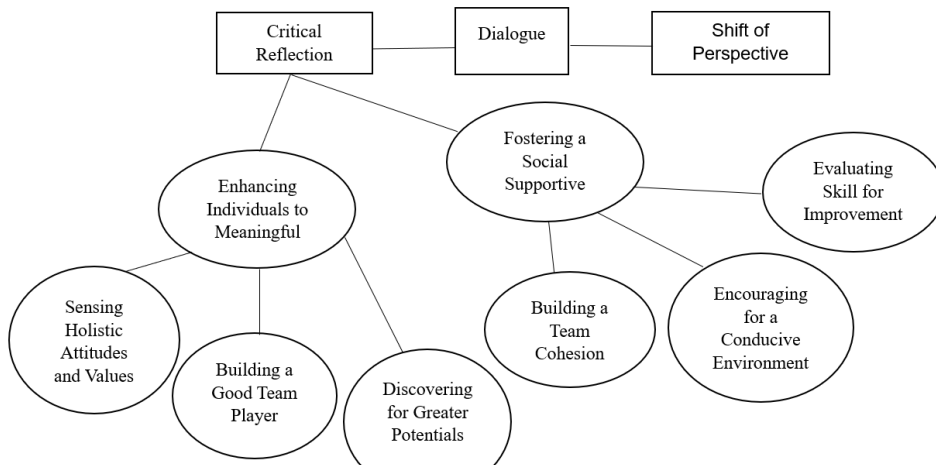 Critical
Reflection
Dialogue
Shift of
Perspective
Fostering a
Social
Supportive
Evaluating
Skill for
Improvement
Enhancing
Individuals to
Meaningful
Sensing
Holistic
Attitudes
and Values
Building a
Good Team
Player
Discovering
for Greater
Potentials
Building a
Team
Cohesion
Encouraging
for a
Conducive
Environment